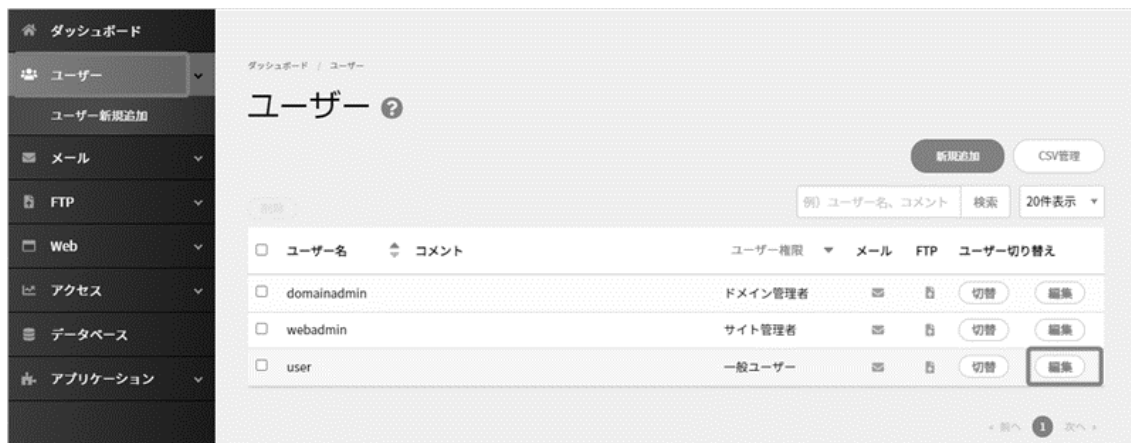 ダッシュボード
ユーザー
ユーザー新規追加
メール
FTP
Web
アクセス
データベース
アプリケーション
ダッシュボード / ユーザー
ユーザー ?
新規追加 CSV管理
削除 例）ユーザー名、コメント 検索 20件表示
ユーザー名 コメント ユーザー権限 メール FTP ユーザー切り替え
domainadmin ドメイン管理者 切替 編集
webadmin サイト管理者 切替 編集
user 一般ユーザー 切替 編集
‹ 前へ 1 次へ ›